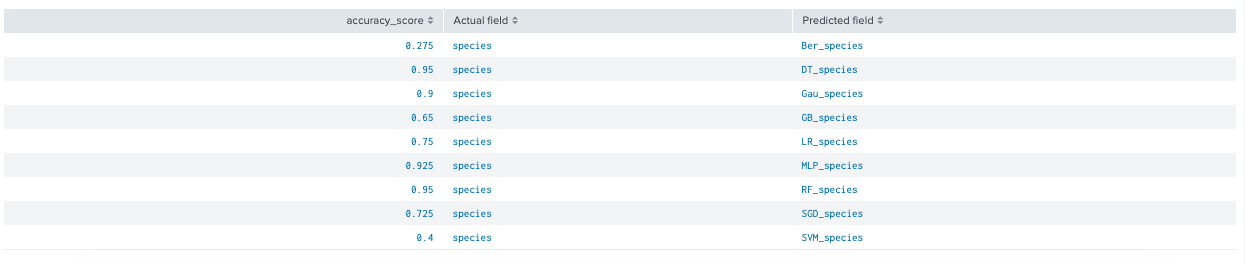 accuracy_score Actual field Predicted field
0.275 species Ber_species
0.95 species DT_species
0.9 species Gau_species
0.65 species GB_species
0.75 species LR_species
0.925 species MLP_species
0.95 species RF_species
0.725 species SGD_species
0.4 species SVM_species